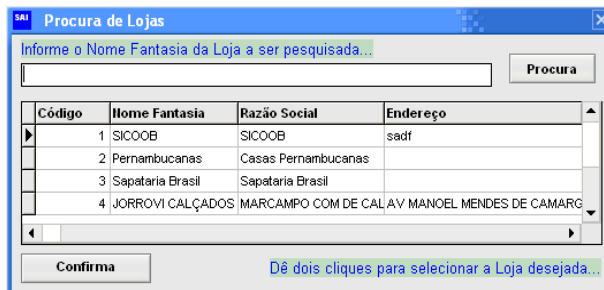 SAI Procura de Lojas
Informe o Nome Fantasia da Loja a ser pesquisada...
Procura
Código Nome Fantasia Razão Social Endereço
1 SICOOB SICOOB sadf
2 Pernambucanas Casas Pernambucanas
3 Sapataria Brasil Sapataria Brasil
4 JORROVI CALÇADOS MARCAMPO COM DE CAL AV MANOEL MENDES DE CAMARG
Confirma
Dê dois cliques para selecionar a Loja desejada...